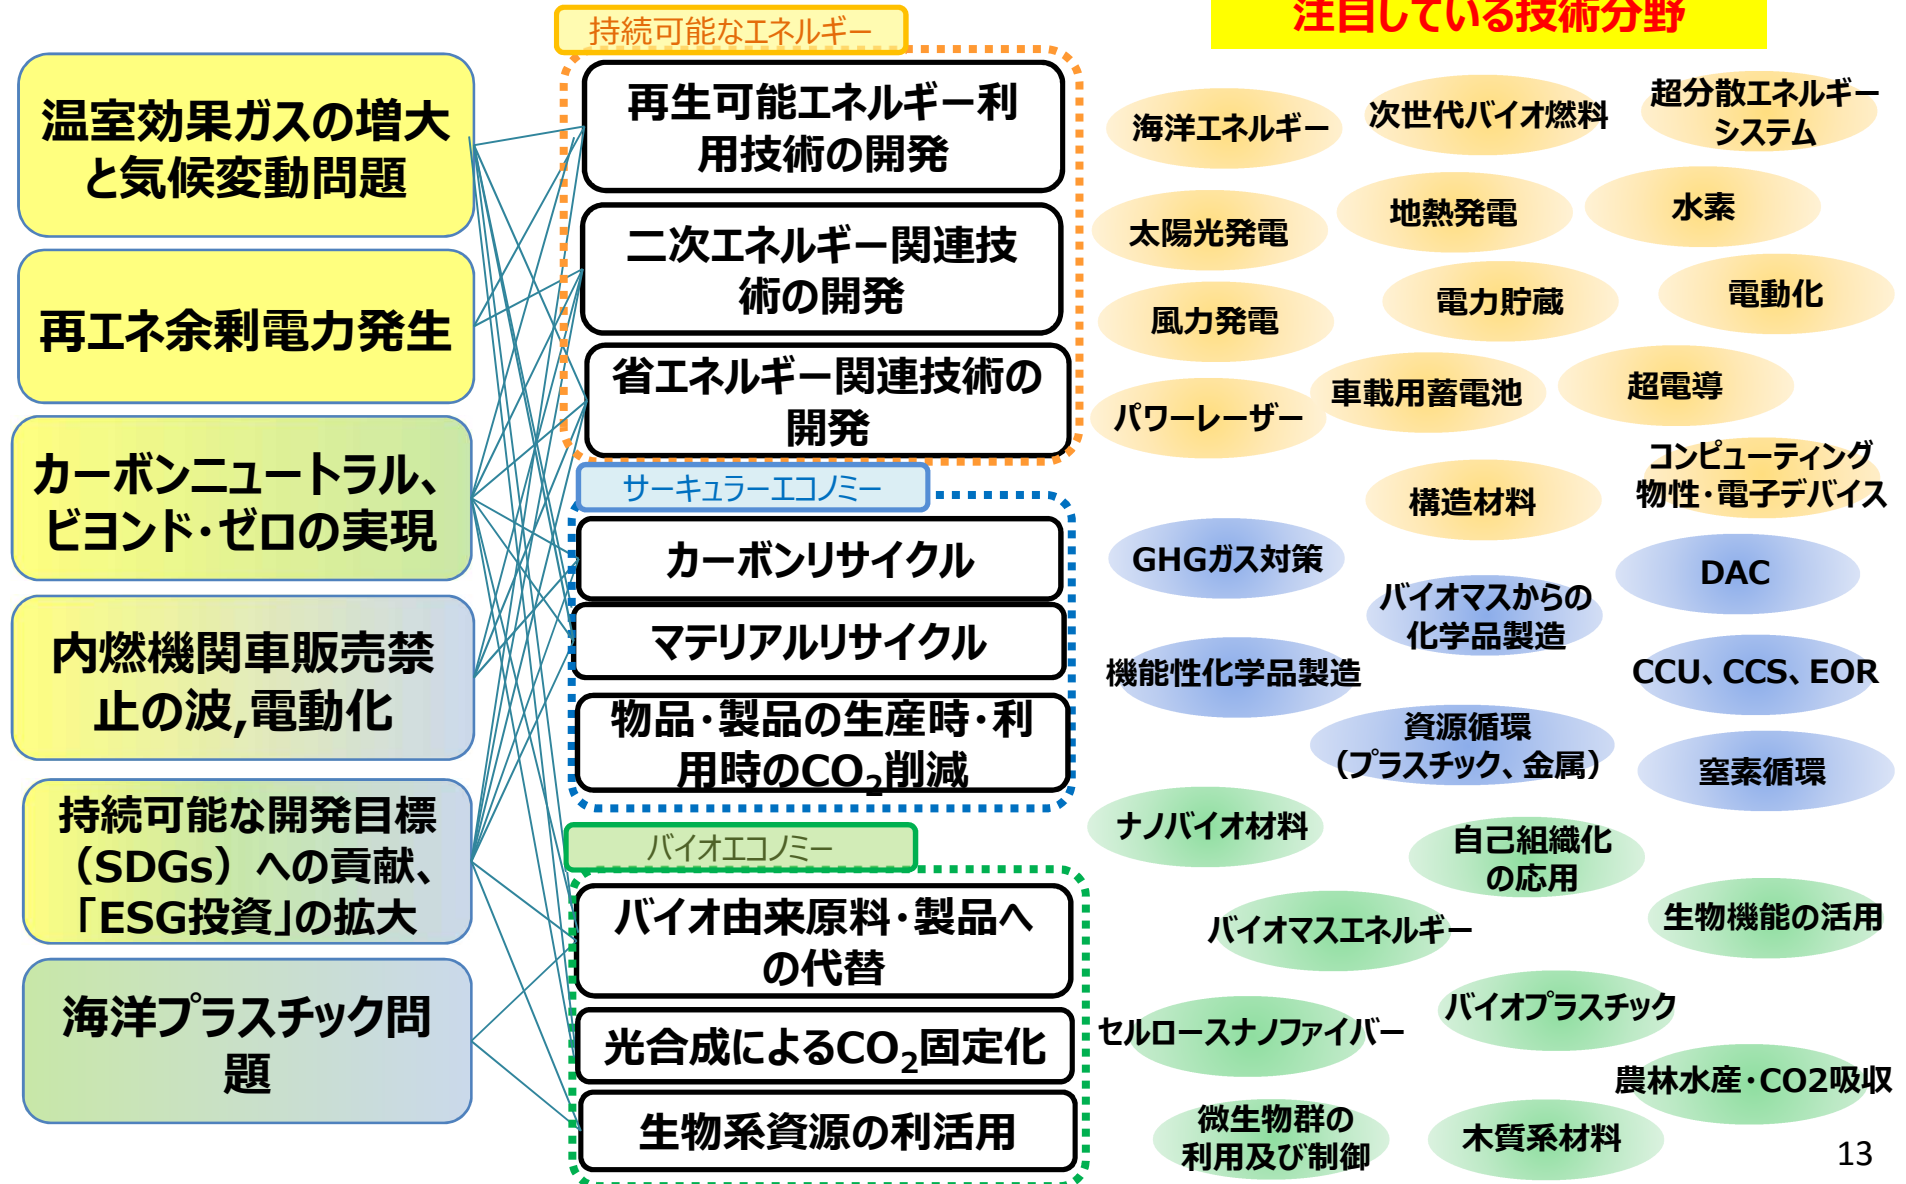 注目している技術分野
温室効果ガスの増大
と気候変動問題
再エネ余剰電力発生
カーボンニュートラル、
ビヨンド・ゼロの実現
内燃機関車販売禁
止の波,電動化
持続可能な開発目標
（SDGs）への貢献、
「ESG投資」の拡大
海洋プラスチック問
題
持続可能なエネルギー
再生可能エネルギー利
用技術の開発
二次エネルギー関連技
術の開発
省エネルギー関連技術の
開発
サーキュラーエコノミー
カーボンリサイクル
マテリアルリサイクル
物品・製品の生産時・利
用時のCO₂削減
バイオエコノミー
バイオ由来原料・製品へ
の代替
光合成によるCO₂固定化
生物系資源の利活用
海洋エネルギー
次世代バイオ燃料
超分散エネルギー
システム
太陽光発電
地熱発電
水素
風力発電
電力貯蔵
電動化
パワーレーザー
車載用蓄電池
超電導
構造材料
コンピューティング
物性・電子デバイス
GHGガス対策
バイオマスからの
化学品製造
DAC
機能性化学品製造
CCU、CCS、EOR
資源循環
（プラスチック、金属）
窒素循環
ナノバイオ材料
自己組織化
の応用
バイオマスエネルギー
生物機能の活用
セルロースナノファイバー
バイオプラスチック
農林水産・CO2吸収
微生物群の
利用及び制御
木質系材料
13